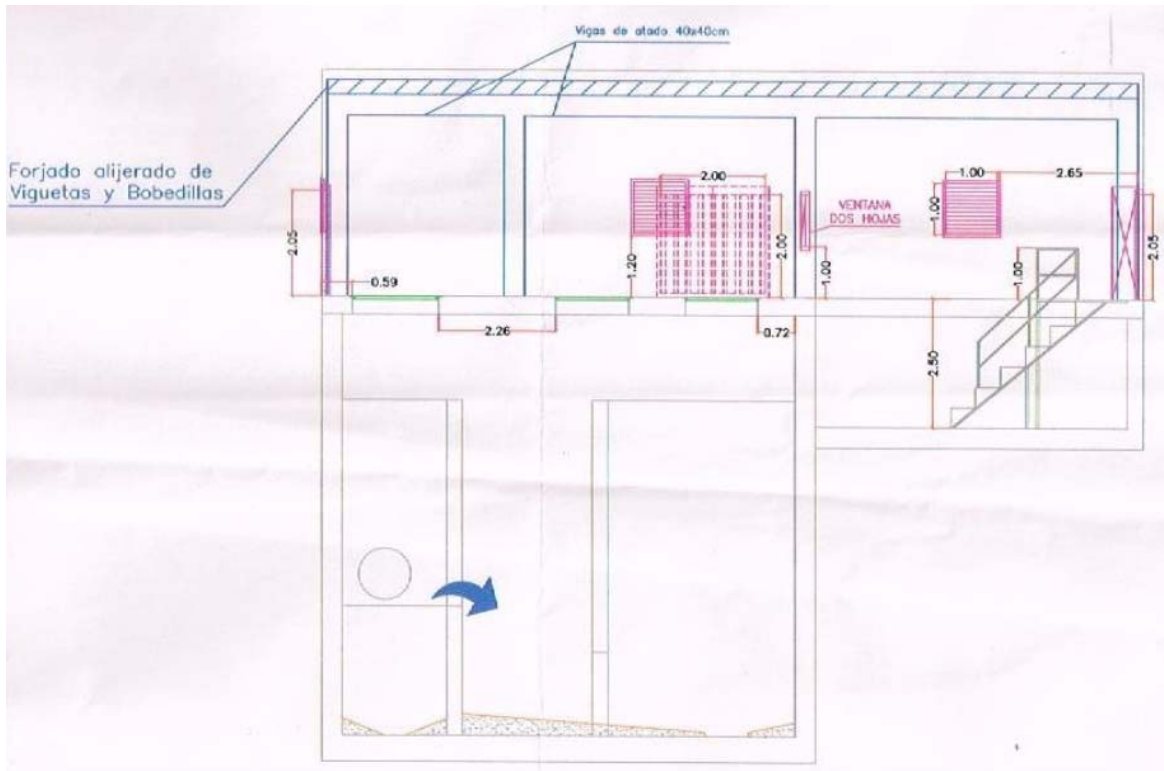 Vigas de atado 40x40cm
Forjado alijerado de
Viguetas y Bobedillas
2.00
1.00
2.65
VENTANA
DOS HOJAS
1.00
2.05
1.20
2.00
1.00
1.00
2.05
0.59
2.26
0.72
2.50